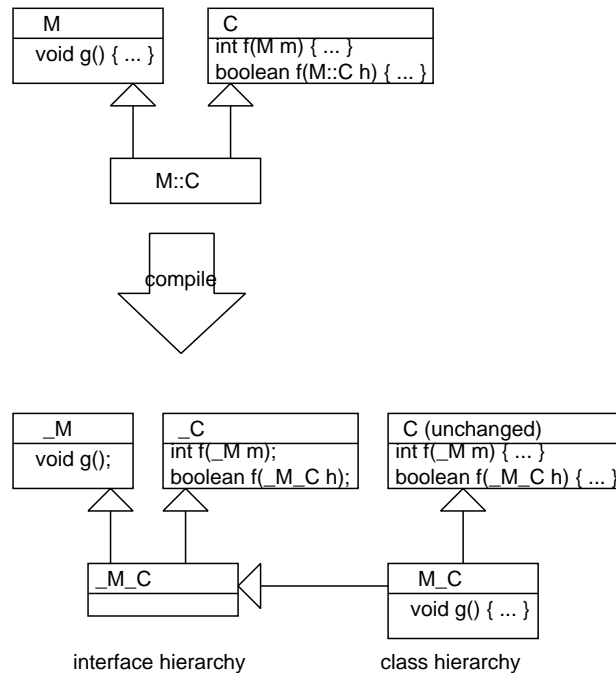 M
void g() { ... }
C
int f(M m) { ... }
boolean f(M::C h) { ... }
M::C
compile
_M
void g();
_C
int f(_M m);
boolean f(_M_C h);
C (unchanged)
int f(_M m) { ... }
boolean f(_M_C h) { ... }
_M_C
M_C
void g() { ... }
interface hierarchy
class hierarchy